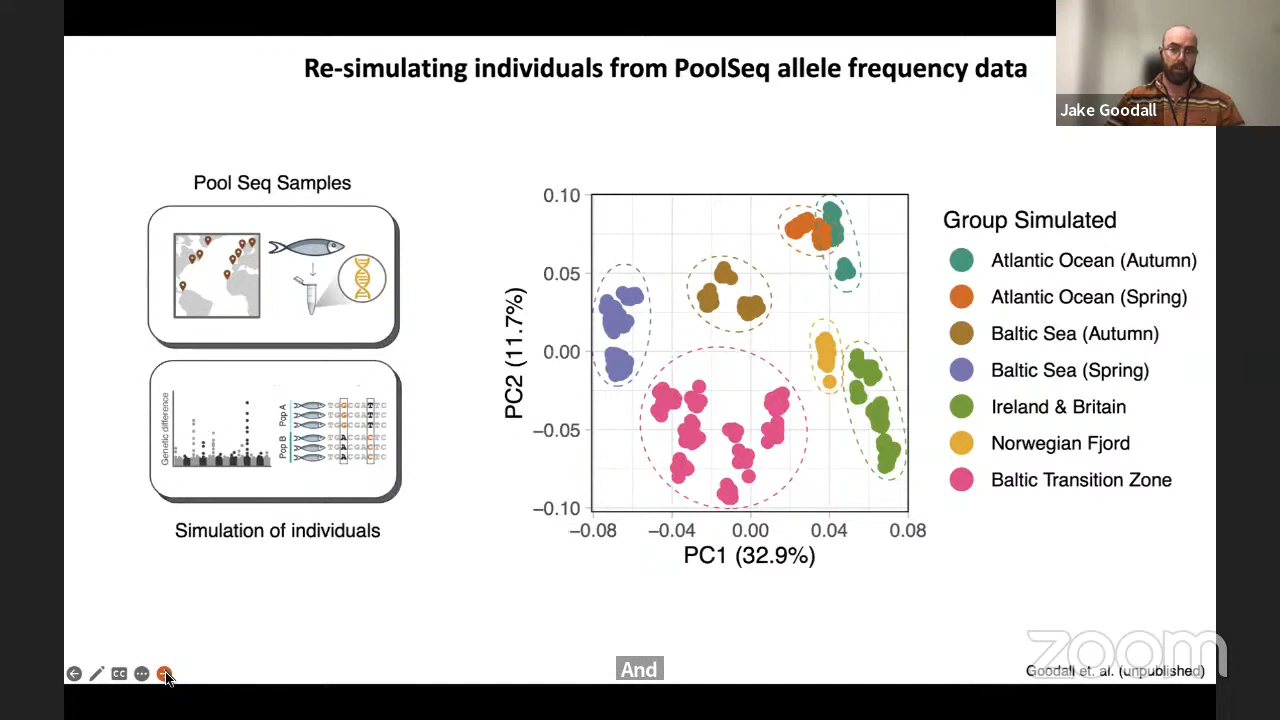 Re-simulating individuals from PoolSeq allele frequency data
Jake Goodall
Pool Seq Samples
Genetic difference
Pop A
Pop B
Simulation of individuals
PC2 (11.7%)
0.10
0.05
0.00
−0.05
−0.10
−0.08
−0.04
0.00
0.04
0.08
PC1 (32.9%)
Group Simulated
Atlantic Ocean (Autumn)
Atlantic Ocean (Spring)
Baltic Sea (Autumn)
Baltic Sea (Spring)
Ireland & Britain
Norwegian Fjord
Baltic Transition Zone
CC
And
zoom
Goodall et. al. (unpublished)